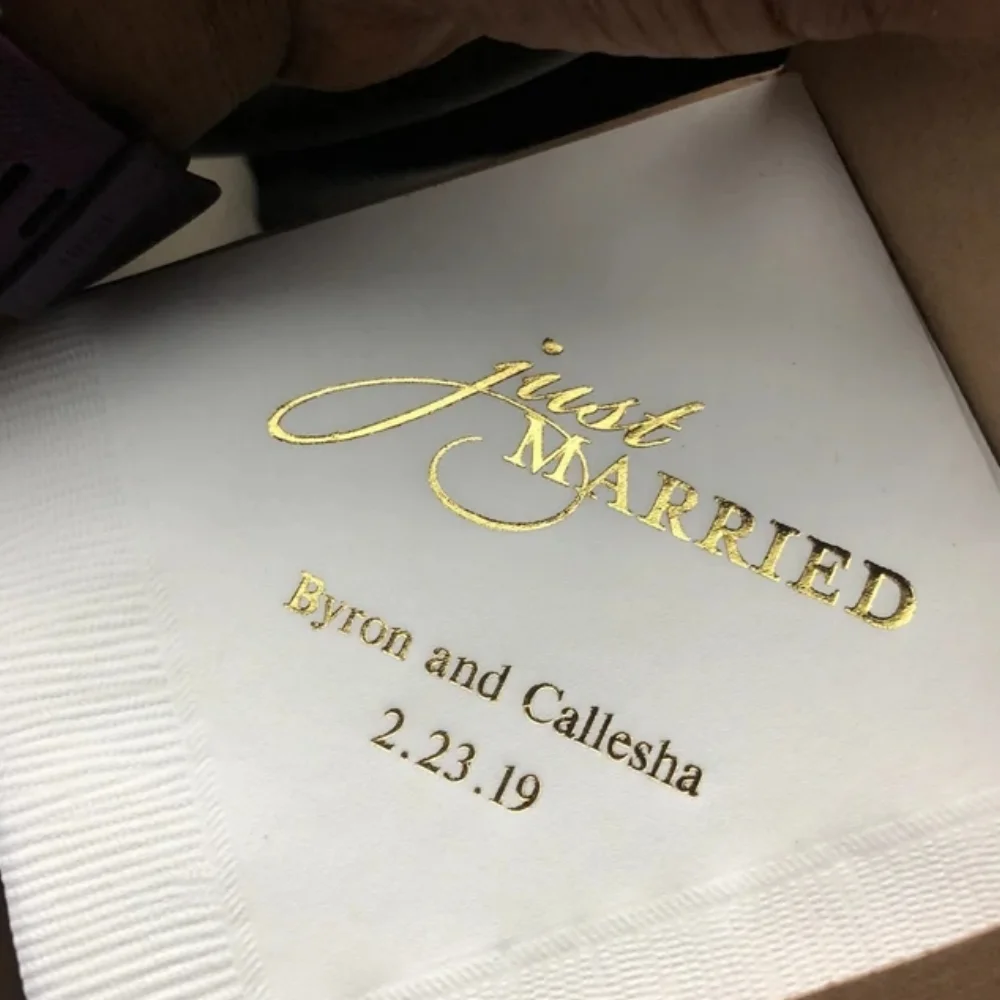 just
MARRIED
Byron and Callesha
2.23.19